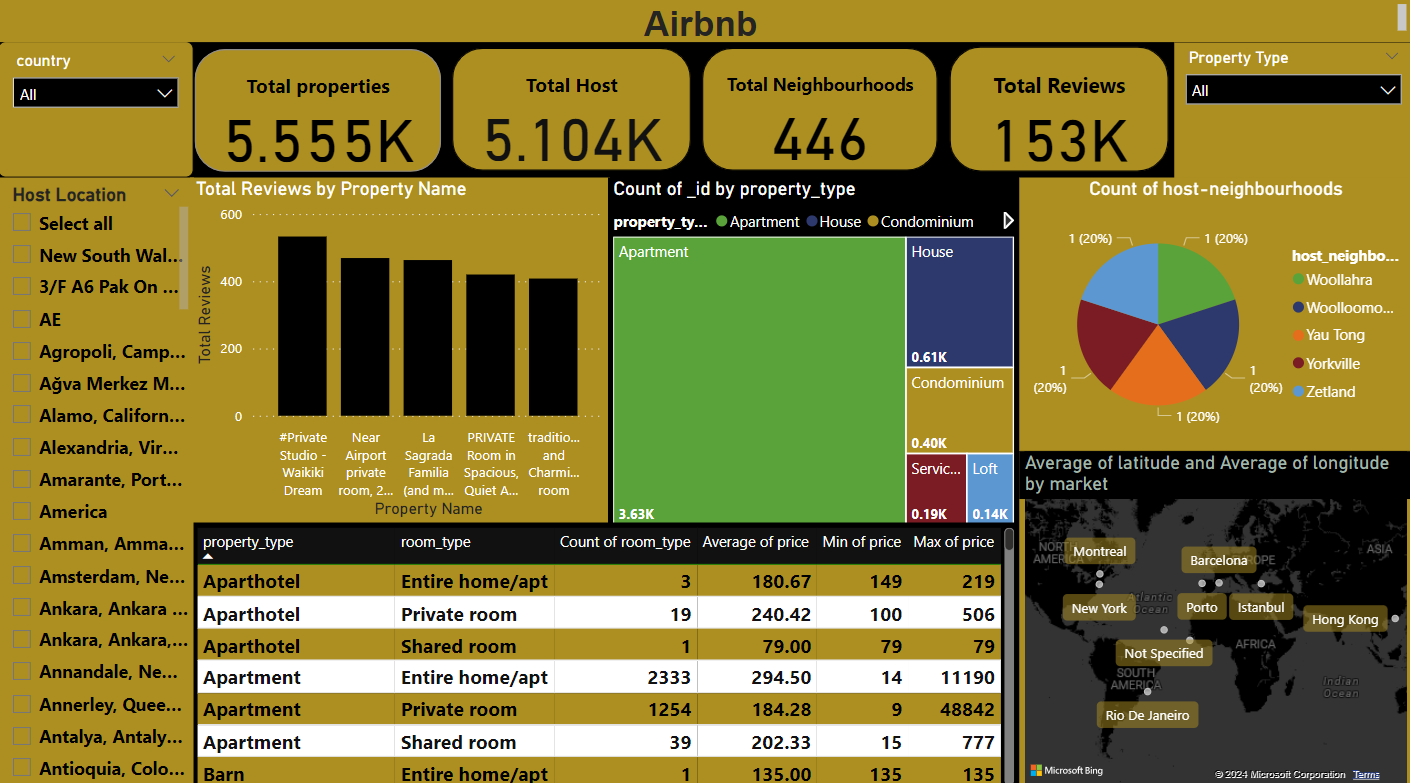 Airbnb
country
All
Total properties
5.555K
Total Host
5.104K
Total Neighbourhoods
446
Total Reviews
153K
Property Type
All
Host Location
Select all
New South Wal...
3/F A6 Pak On ...
AE
Agropoli, Camp...
Ağva Merkez M...
Alamo, Californ...
Alexandria, Vir...
Amarante, Port...
America
Amman, Amma...
Amsterdam, Ne...
Ankara, Ankara ...
Ankara, Ankara,...
Annandale, Ne...
Annerley, Quee...
Antalya, Antaly...
Antioquia, Colo...
Total Reviews by Property Name
Total Reviews
600
400
200
0
#Private
Studio -
Waikiki
Dream
Near
Airport
private
room, 2...
La
Sagrada
Familia
(and m...
PRIVATE
Room in
Spacious,
Quiet A...
traditio...
and
Charmi...
room
Property Name
Count of _id by property_type
property_ty... Apartment House Condominium
Apartment
3.63K
House
0.61K
Condominium
0.40K
Servic...
0.19K
Loft
0.14K
Count of host-neighbourhoods
1 (20%)
1 (20%)
1
(20%)
1 (20%)
1
(20%)
host_neighbo...
Woollahra
Woolloomo...
Yau Tong
Yorkville
Zetland
property_type room_type Count of room_type Average of price Min of price Max of price
Aparthotel Entire home/apt 3 180.67 149 219
Aparthotel Private room 19 240.42 100 506
Aparthotel Shared room 1 79.00 79 79
Apartment Entire home/apt 2333 294.50 14 11190
Apartment Private room 1254 184.28 9 48842
Apartment Shared room 39 202.33 15 777
Barn Entire home/apt 1 135.00 135 135
Average of latitude and Average of longitude
by market
ASIA
Montreal
Barcelona
New York
Atlantic
Ocean
Porto
Istanbul
Hong Kong
AFRICA
Not Specified
SOUTH
AMERICA
Indian
Ocean
Rio De Janeiro
Microsoft Bing
© 2024 Microsoft Corporation Terms